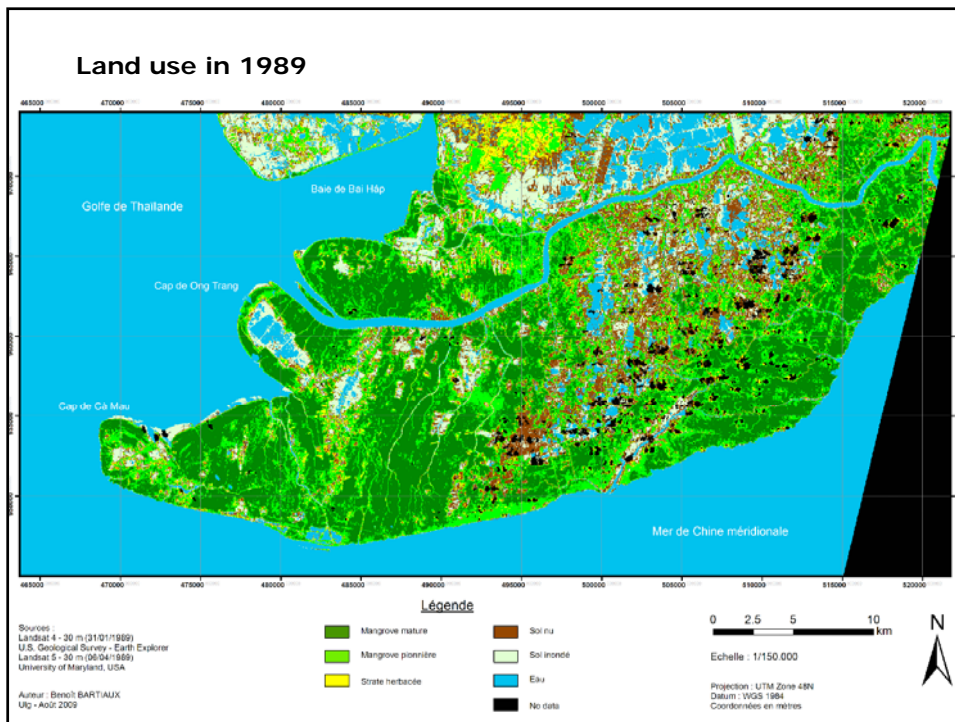 Land use in 1989
465000 470000 475000 480000 485000 490000 495000 500000 505000 510000 515000 520000
Baie de Bai Háp
Golfe de Thaïlande
Cap de Ong Trang
Cap de Cà Mau
Mer de Chine méridionale
465000 470000 475000 480000 485000 490000 495000 500000 505000 510000 515000 520000
Légende
Sources :
Landsat 4 - 30 m (31/01/1989)
U.S. Geological Survey - Earth Explorer
Landsat 5 - 30 m (06/04/1989)
University of Maryland, USA
Auteur : Benoît BARTIAUX
Ulg - Août 2009
Mangrove mature
Mangrove pionnière
Strate herbacée
Sol nu
Sol inondé
Eau
No data
0 2.5 5 10
km
Echelle : 1/150.000
Projection : UTM Zone 48N
Datum : WGS 1984
Coordonnées en mètres
N